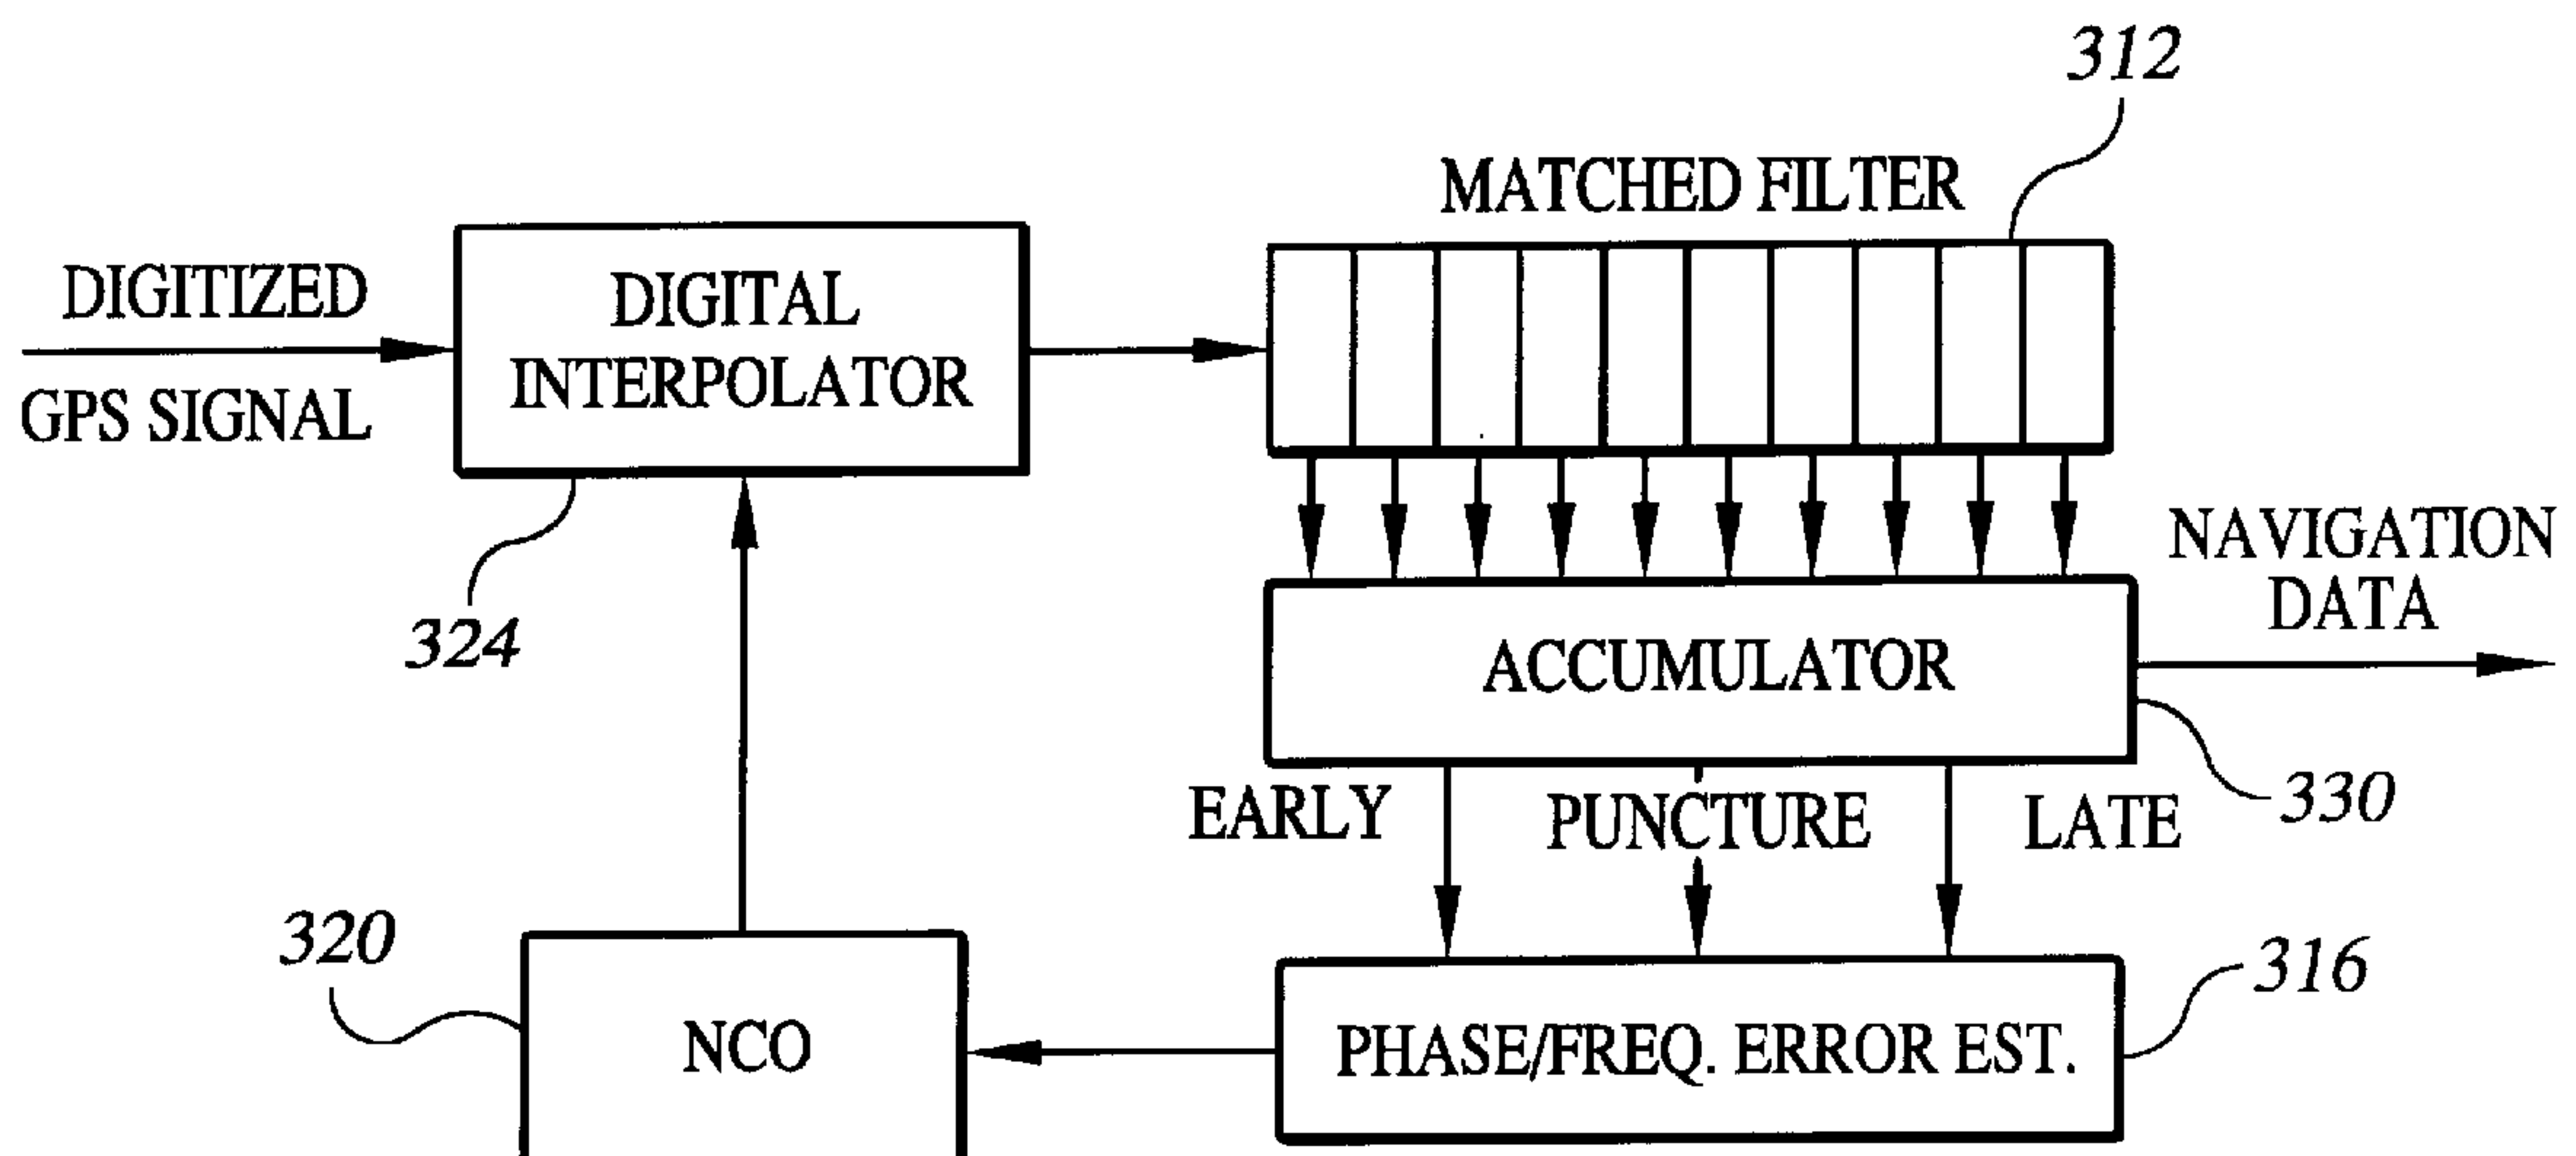 312
MATCHED FILTER
DIGITIZED
GPS SIGNAL
DIGITAL
INTERPOLATOR
324
NAVIGATION
DATA
ACCUMULATOR
330
EARLY
PUNCTURE
LATE
320
NCO
316
PHASE/FREQ. ERROR EST.